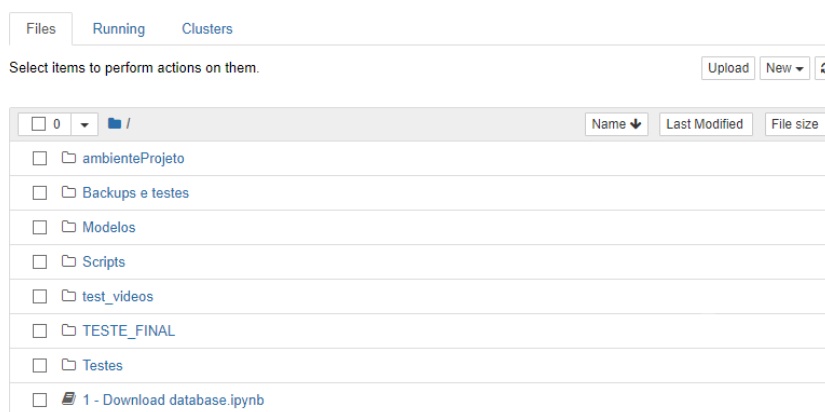 Files Running Clusters
Select items to perform actions on them.
Upload New
0 / Name Last Modified File size
ambienteProjeto
Backups e testes
Modelos
Scripts
test_videos
TESTE_FINAL
Testes
1 - Download database.ipynb